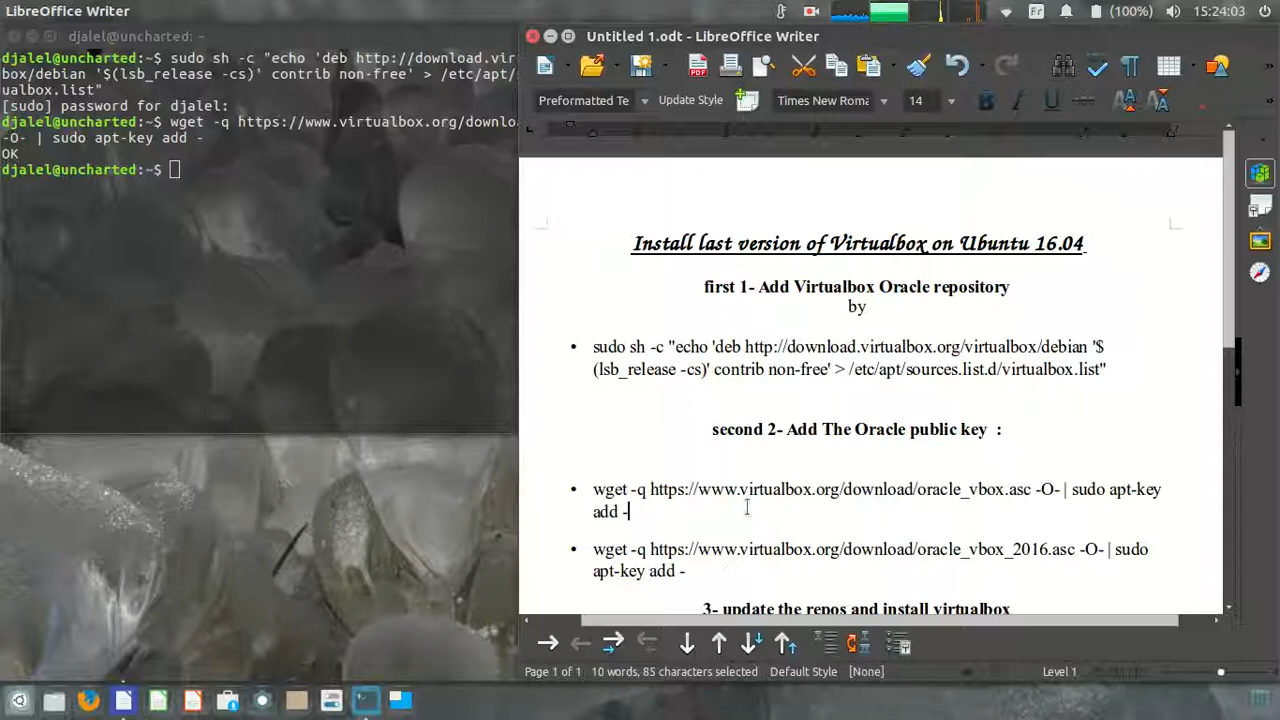 LibreOffice Writer
Fr
(100%)
15:24:03
djalel@uncharted: ~
djalel@uncharted:~$ sudo sh -c "echo 'deb http://download.vir
box/debian '$(lsb_release -cs)' contrib non-free' > /etc/apt/
ualbox.list"
[sudo] password for djalel:
djalel@uncharted:~$ wget -q https://www.virtualbox.org/downlo
-O- | sudo apt-key add -
OK
djalel@uncharted:~$
Untitled 1.odt - LibreOffice Writer
Preformatted Te
Update Style
Times New Roma
14
Install last version of Virtualbox on Ubuntu 16.04
first 1- Add Virtualbox Oracle repository
by
• sudo sh -c "echo 'deb http://download.virtualbox.org/virtualbox/debian '$
(lsb_release -cs)' contrib non-free' > /etc/apt/sources.list.d/virtualbox.list"
second 2- Add The Oracle public key :
• wget -q https://www.virtualbox.org/download/oracle_vbox.asc -O- | sudo apt-key
add -
• wget -q https://www.virtualbox.org/download/oracle_vbox_2016.asc -O- | sudo
apt-key add -
3- update the repos and install virtualbox
Page 1 of 1
10 words, 85 characters selected
Default Style
[None]
Level 1